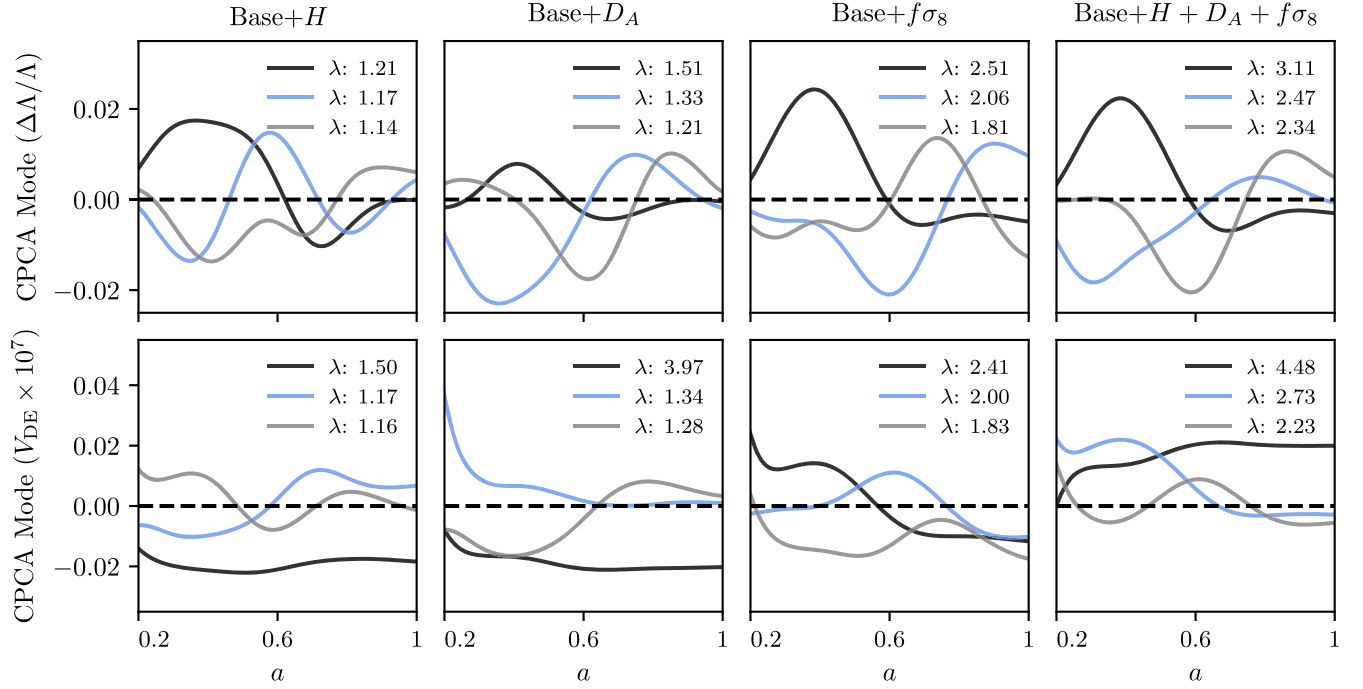 Base+H
Base+D_A
Base+fσ_8
Base+H + D_A + fσ_8
CPCA Mode (ΔΛ/Λ)
0.02
0.00
−0.02
λ: 1.21
λ: 1.17
λ: 1.14
λ: 1.51
λ: 1.33
λ: 1.21
λ: 2.51
λ: 2.06
λ: 1.81
λ: 3.11
λ: 2.47
λ: 2.34
CPCA Mode (V_DE × 10^7)
0.04
0.02
0.00
−0.02
λ: 1.50
λ: 1.17
λ: 1.16
λ: 3.97
λ: 1.34
λ: 1.28
λ: 2.41
λ: 2.00
λ: 1.83
λ: 4.48
λ: 2.73
λ: 2.23
0.2 0.6 1
0.2 0.6 1
0.2 0.6 1
0.2 0.6 1
a
a
a
a